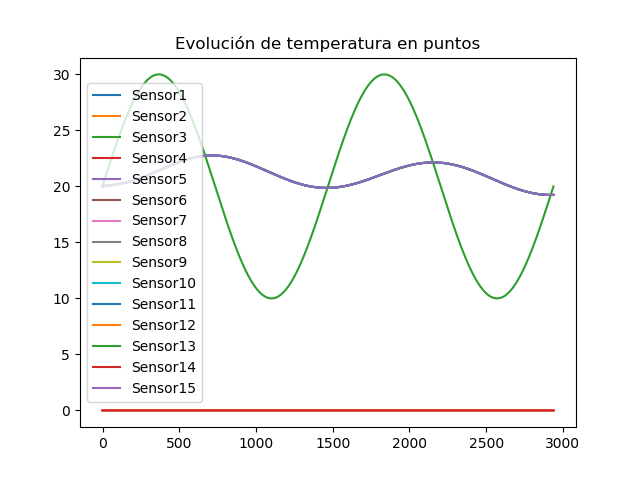 Evolución de temperatura en puntos
30
25
20
15
10
5
0
Sensor1
Sensor2
Sensor3
Sensor4
Sensor5
Sensor6
Sensor7
Sensor8
Sensor9
Sensor10
Sensor11
Sensor12
Sensor13
Sensor14
Sensor15
0 500 1000 1500 2000 2500 3000